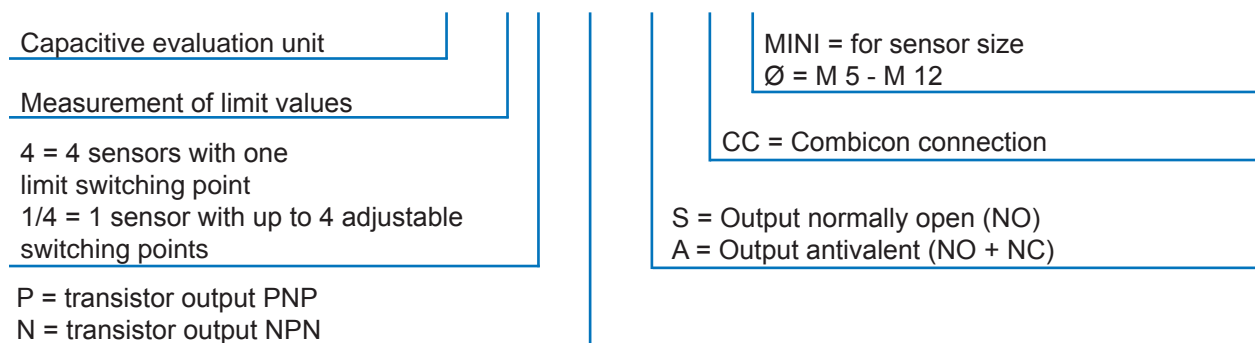 Capacitive evaluation unit
Measurement of limit values
4 = 4 sensors with one
limit switching point
1/4 = 1 sensor with up to 4 adjustable
switching points
P = transistor output PNP
N = transistor output NPN
MINI = for sensor size
Ø = M 5 - M 12
CC = Combicon connection
S = Output normally open (NO)
A = Output antivalent (NO + NC)